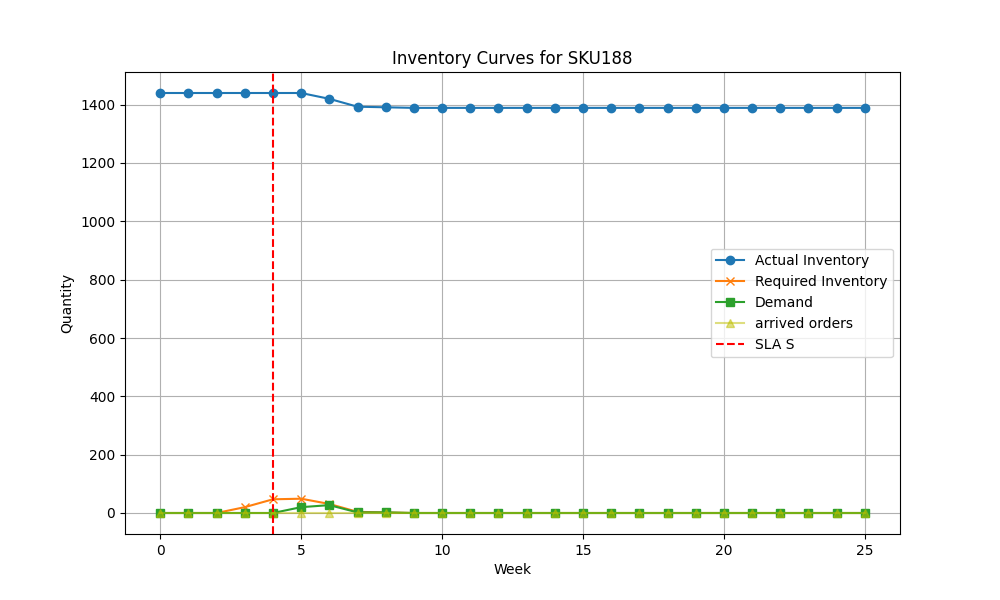 Inventory Curves for SKU188
1400
1200
1000
800
600
400
200
0
Quantity
Actual Inventory
Required Inventory
Demand
arrived orders
SLA S
0 5 10 15 20 25
Week